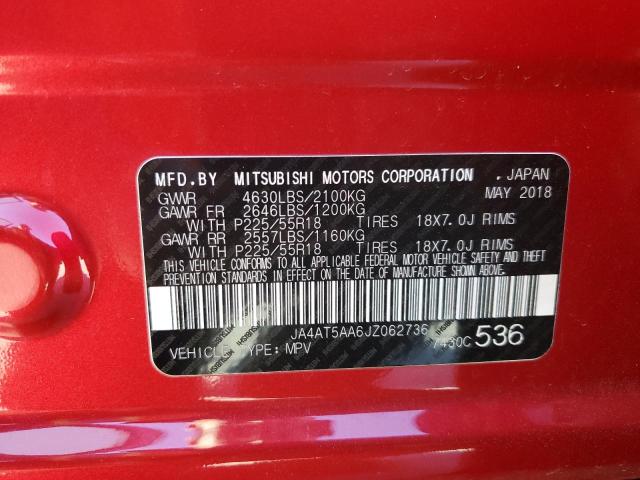 MFD.BY MITSUBISHI MOTORS CORPORATION , JAPAN
GVWR 4630LBS/2100KG MAY 2018
GAWR FR 2646LBS/1200KG
WITH P225/55R18 TIRES 18X7.0J RIMS
GAWR RR 2557LBS/1160KG
WITH P225/55R18 TIRES 18X7.0J RIMS
THIS VEHICLE CONFORMS TO ALL APPLICABLE FEDERAL MOTOR VEHICLE SAFETY AND THEFT
PREVENTION STANDARDS IN EFFECT ON THE DATE OF MANUFACTURE SHOWN ABOVE.
JA4AT5AA6JZ062736
VEHICLE TYPE: MPV 7430C 536